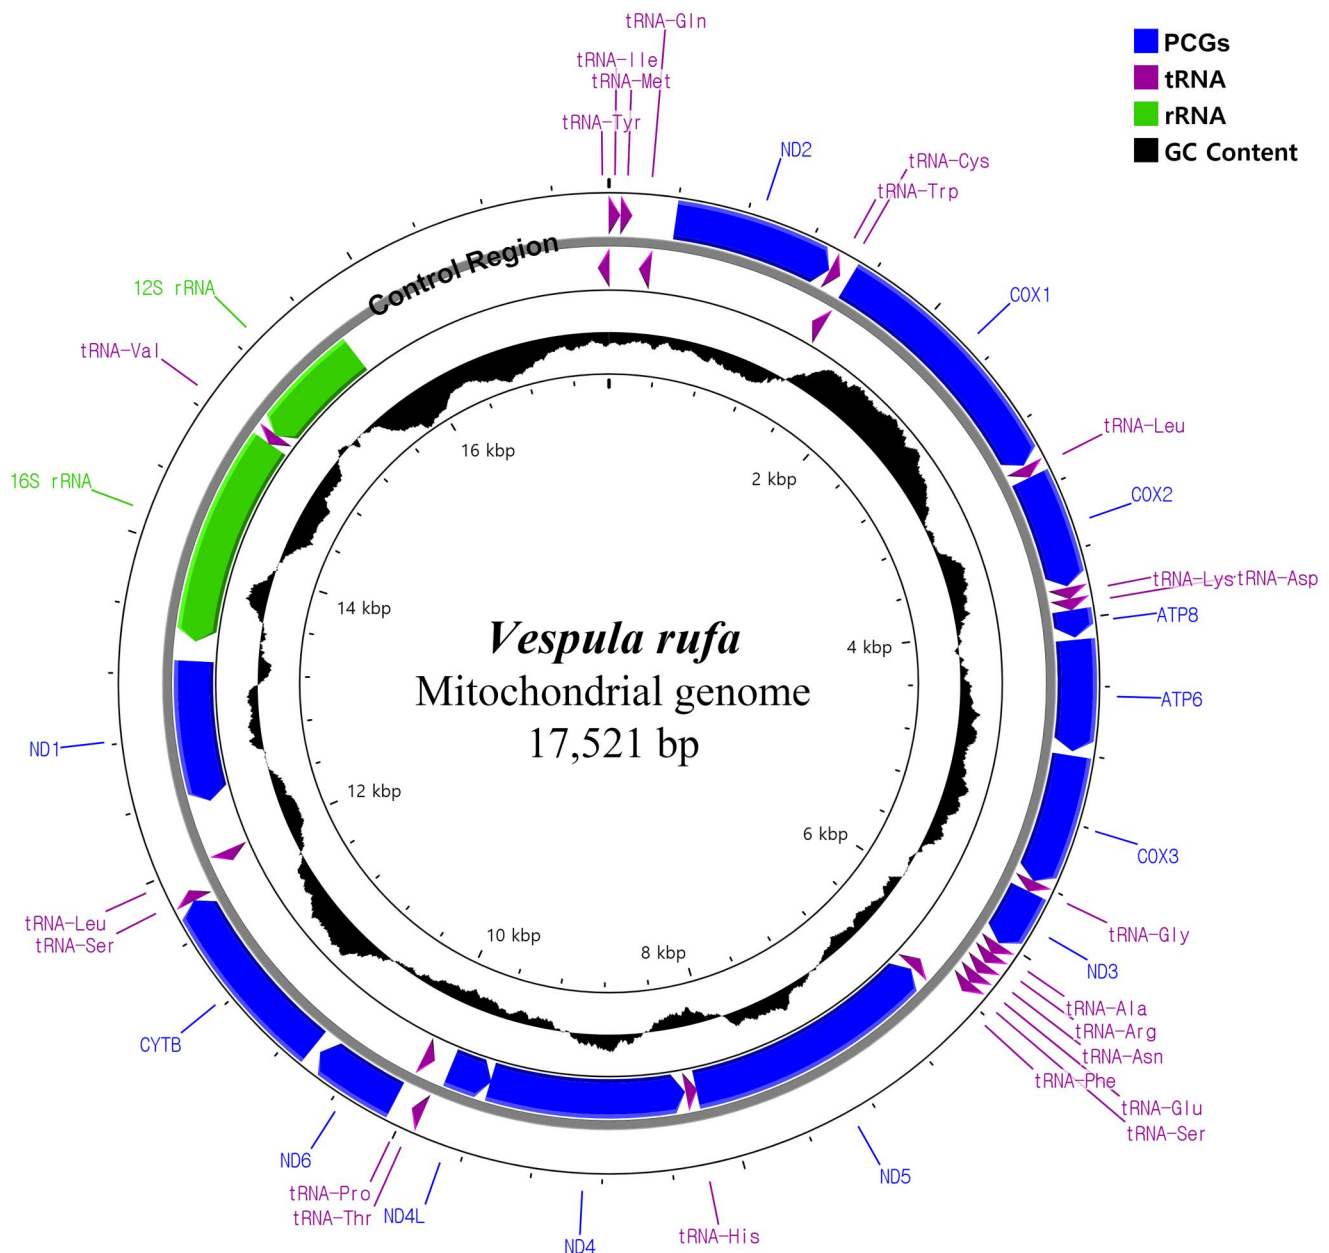 tRNA-Gln
tRNA-Ile
tRNA-Met
tRNA-Tyr
PCGs
tRNA
rRNA
GC Content
ND2
tRNA-Cys
tRNA-Trp
Control Region
12S rRNA
COX1
tRNA-Val
tRNA-Leu
16S rRNA
COX2
16 kbp
2 kbp
tRNA-Lys
tRNA-Asp
ATP8
14 kbp
4 kbp
Vespula rufa
Mitochondrial genome
17,521 bp
ATP6
ND1
12 kbp
6 kbp
COX3
tRNA-Leu
tRNA-Ser
tRNA-Gly
10 kbp
8 kbp
ND3
tRNA-Ala
tRNA-Arg
tRNA-Asn
tRNA-Phe
tRNA-Glu
tRNA-Ser
CYTB
ND6
ND5
tRNA-Pro
tRNA-Thr
ND4L
tRNA-His
ND4